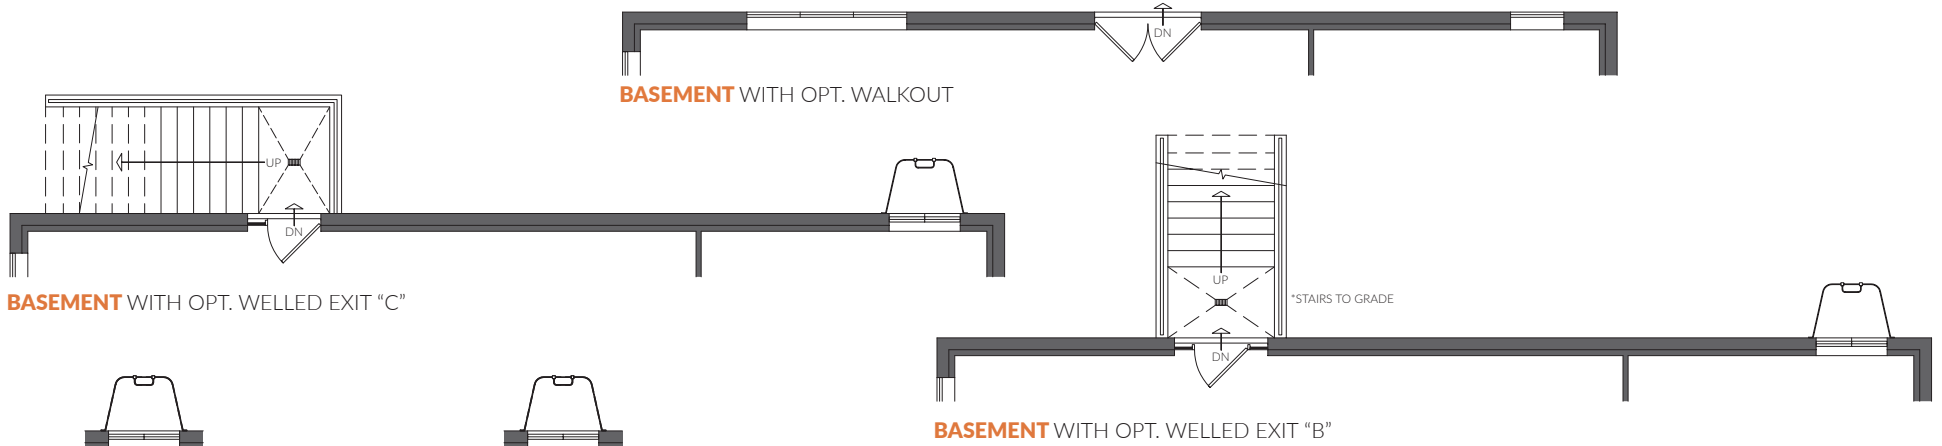 DN
BASEMENT WITH OPT. WALKOUT
UP
DN
BASEMENT WITH OPT. WELLED EXIT “C”
UP
*STAIRS TO GRADE
DN
BASEMENT WITH OPT. WELLED EXIT “B”